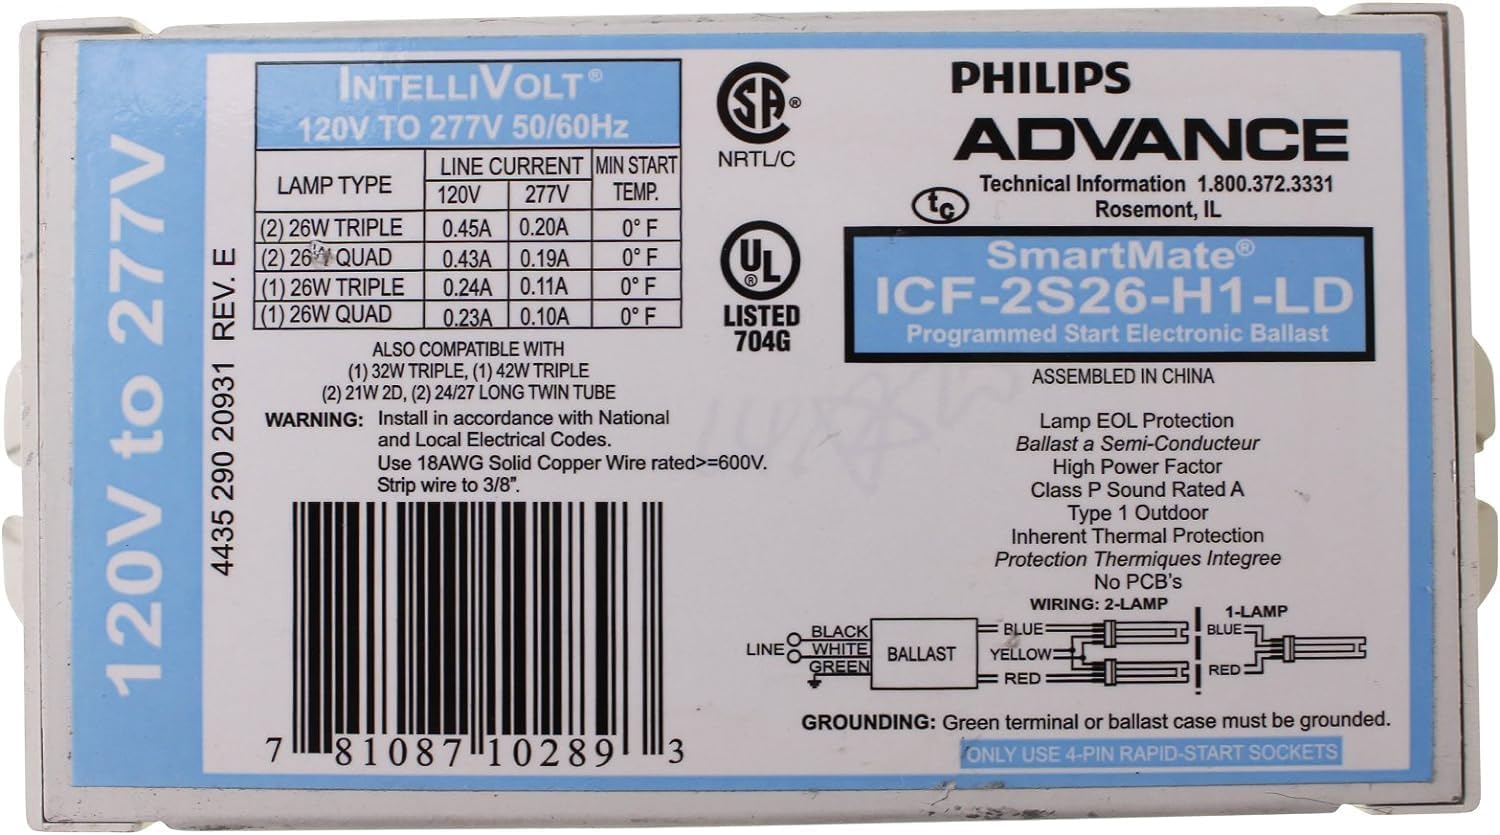 120V to 277V
4435 290 20931 REV. E
INTELLIVOLT®
120V TO 277V 50/60Hz
LAMP TYPE LINE CURRENT MIN START TEMP.
120V 277V
(2) 26W TRIPLE 0.45A 0.20A 0° F
(2) 26 QUAD 0.43A 0.19A 0° F
(1) 26W TRIPLE 0.24A 0.11A 0° F
(1) 26W QUAD 0.23A 0.10A 0° F
ALSO COMPATIBLE WITH
(1) 32W TRIPLE, (1) 42W TRIPLE
(2) 21W 2D, (2) 24/27 LONG TWIN TUBE
WARNING: Install in accordance with National
and Local Electrical Codes.
Use 18AWG Solid Copper Wire rated>=600V.
Strip wire to 3/8".
7 81087 10289 3
SA®
NRTL/C
UL®
LISTED
704G
PHILIPS
ADVANCE
Technical Information 1.800.372.3331
tc
Rosemont, IL
SmartMate®
ICF-2S26-H1-LD
Programmed Start Electronic Ballast
ASSEMBLED IN CHINA
Lamp EOL Protection
Ballast a Semi-Conducteur
High Power Factor
Class P Sound Rated A
Type 1 Outdoor
Inherent Thermal Protection
Protection Thermiques Integree
No PCB's
WIRING: 2-LAMP 1-LAMP
LINE BLACK WHITE GREEN BALLAST BLUE YELLOW RED BLUE RED
GROUNDING: Green terminal or ballast case must be grounded.
ONLY USE 4-PIN RAPID-START SOCKETS